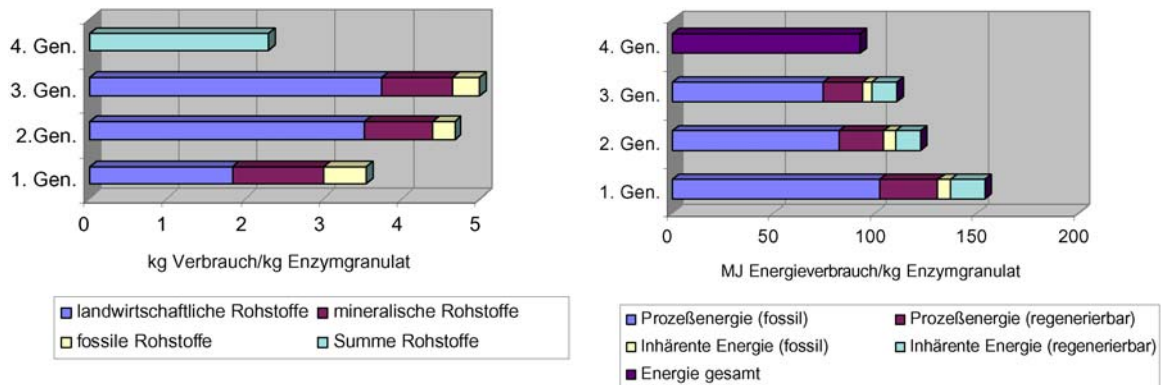 4. Gen.
3. Gen.
2.Gen.
1. Gen.
0 1 2 3 4 5
kg Verbrauch/kg Enzymgranulat
landwirtschaftliche Rohstoffe mineralische Rohstoffe
fossile Rohstoffe Summe Rohstoffe
4. Gen.
3. Gen.
2. Gen.
1. Gen.
0 50 100 150 200
MJ Energieverbrauch/kg Enzymgranulat
Prozeßenergie (fossil) Prozeßenergie (regenerierbar)
Inhärente Energie (fossil) Inhärente Energie (regenerierbar)
Energie gesamt